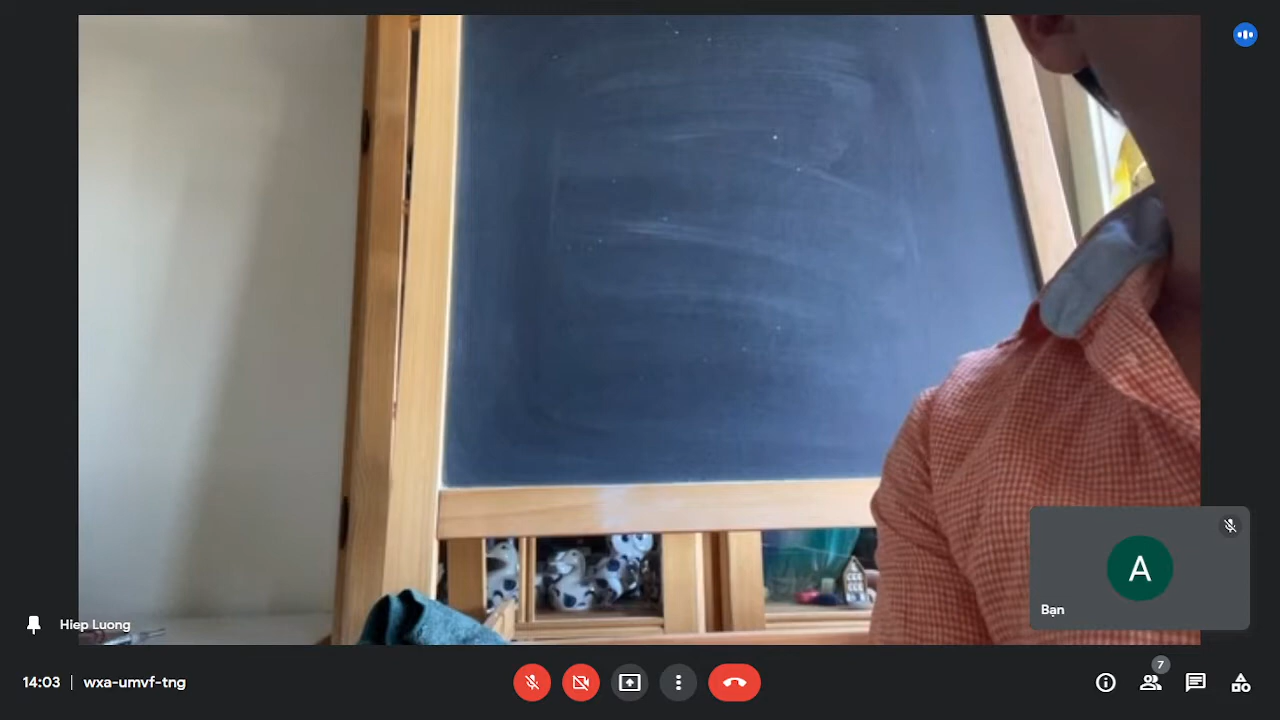 A
Bạn
Hiep Luong
14:03 | wxa-umvf-tng
7